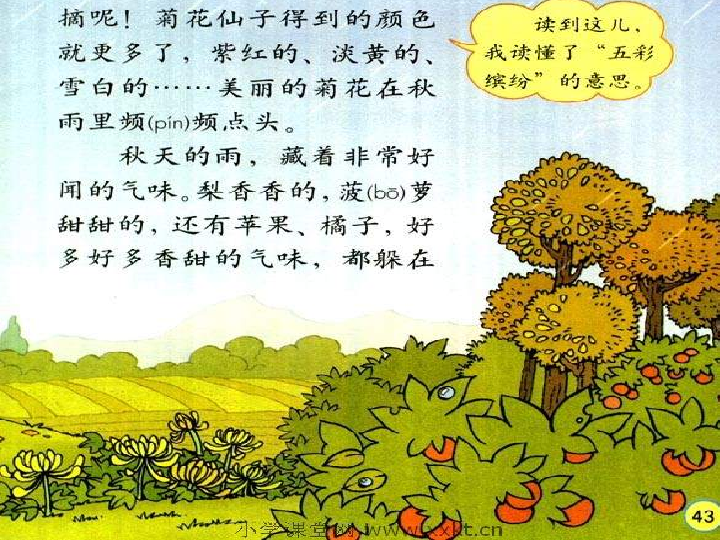 摘呢！菊花仙子得到的颜色
就更多了，紫红的、淡黄的、
雪白的……美丽的菊花在秋
雨里频(pín)频点头。
秋天的雨，藏着非常好
闻的气味。梨香香的，菠(bō)萝
甜甜的，还有苹果、橘子，好
多好多香甜的气味，都躲在
读到这儿，
我读懂了“五彩
缤纷”的意思。
43
小学课堂网 www.xxkt.cn